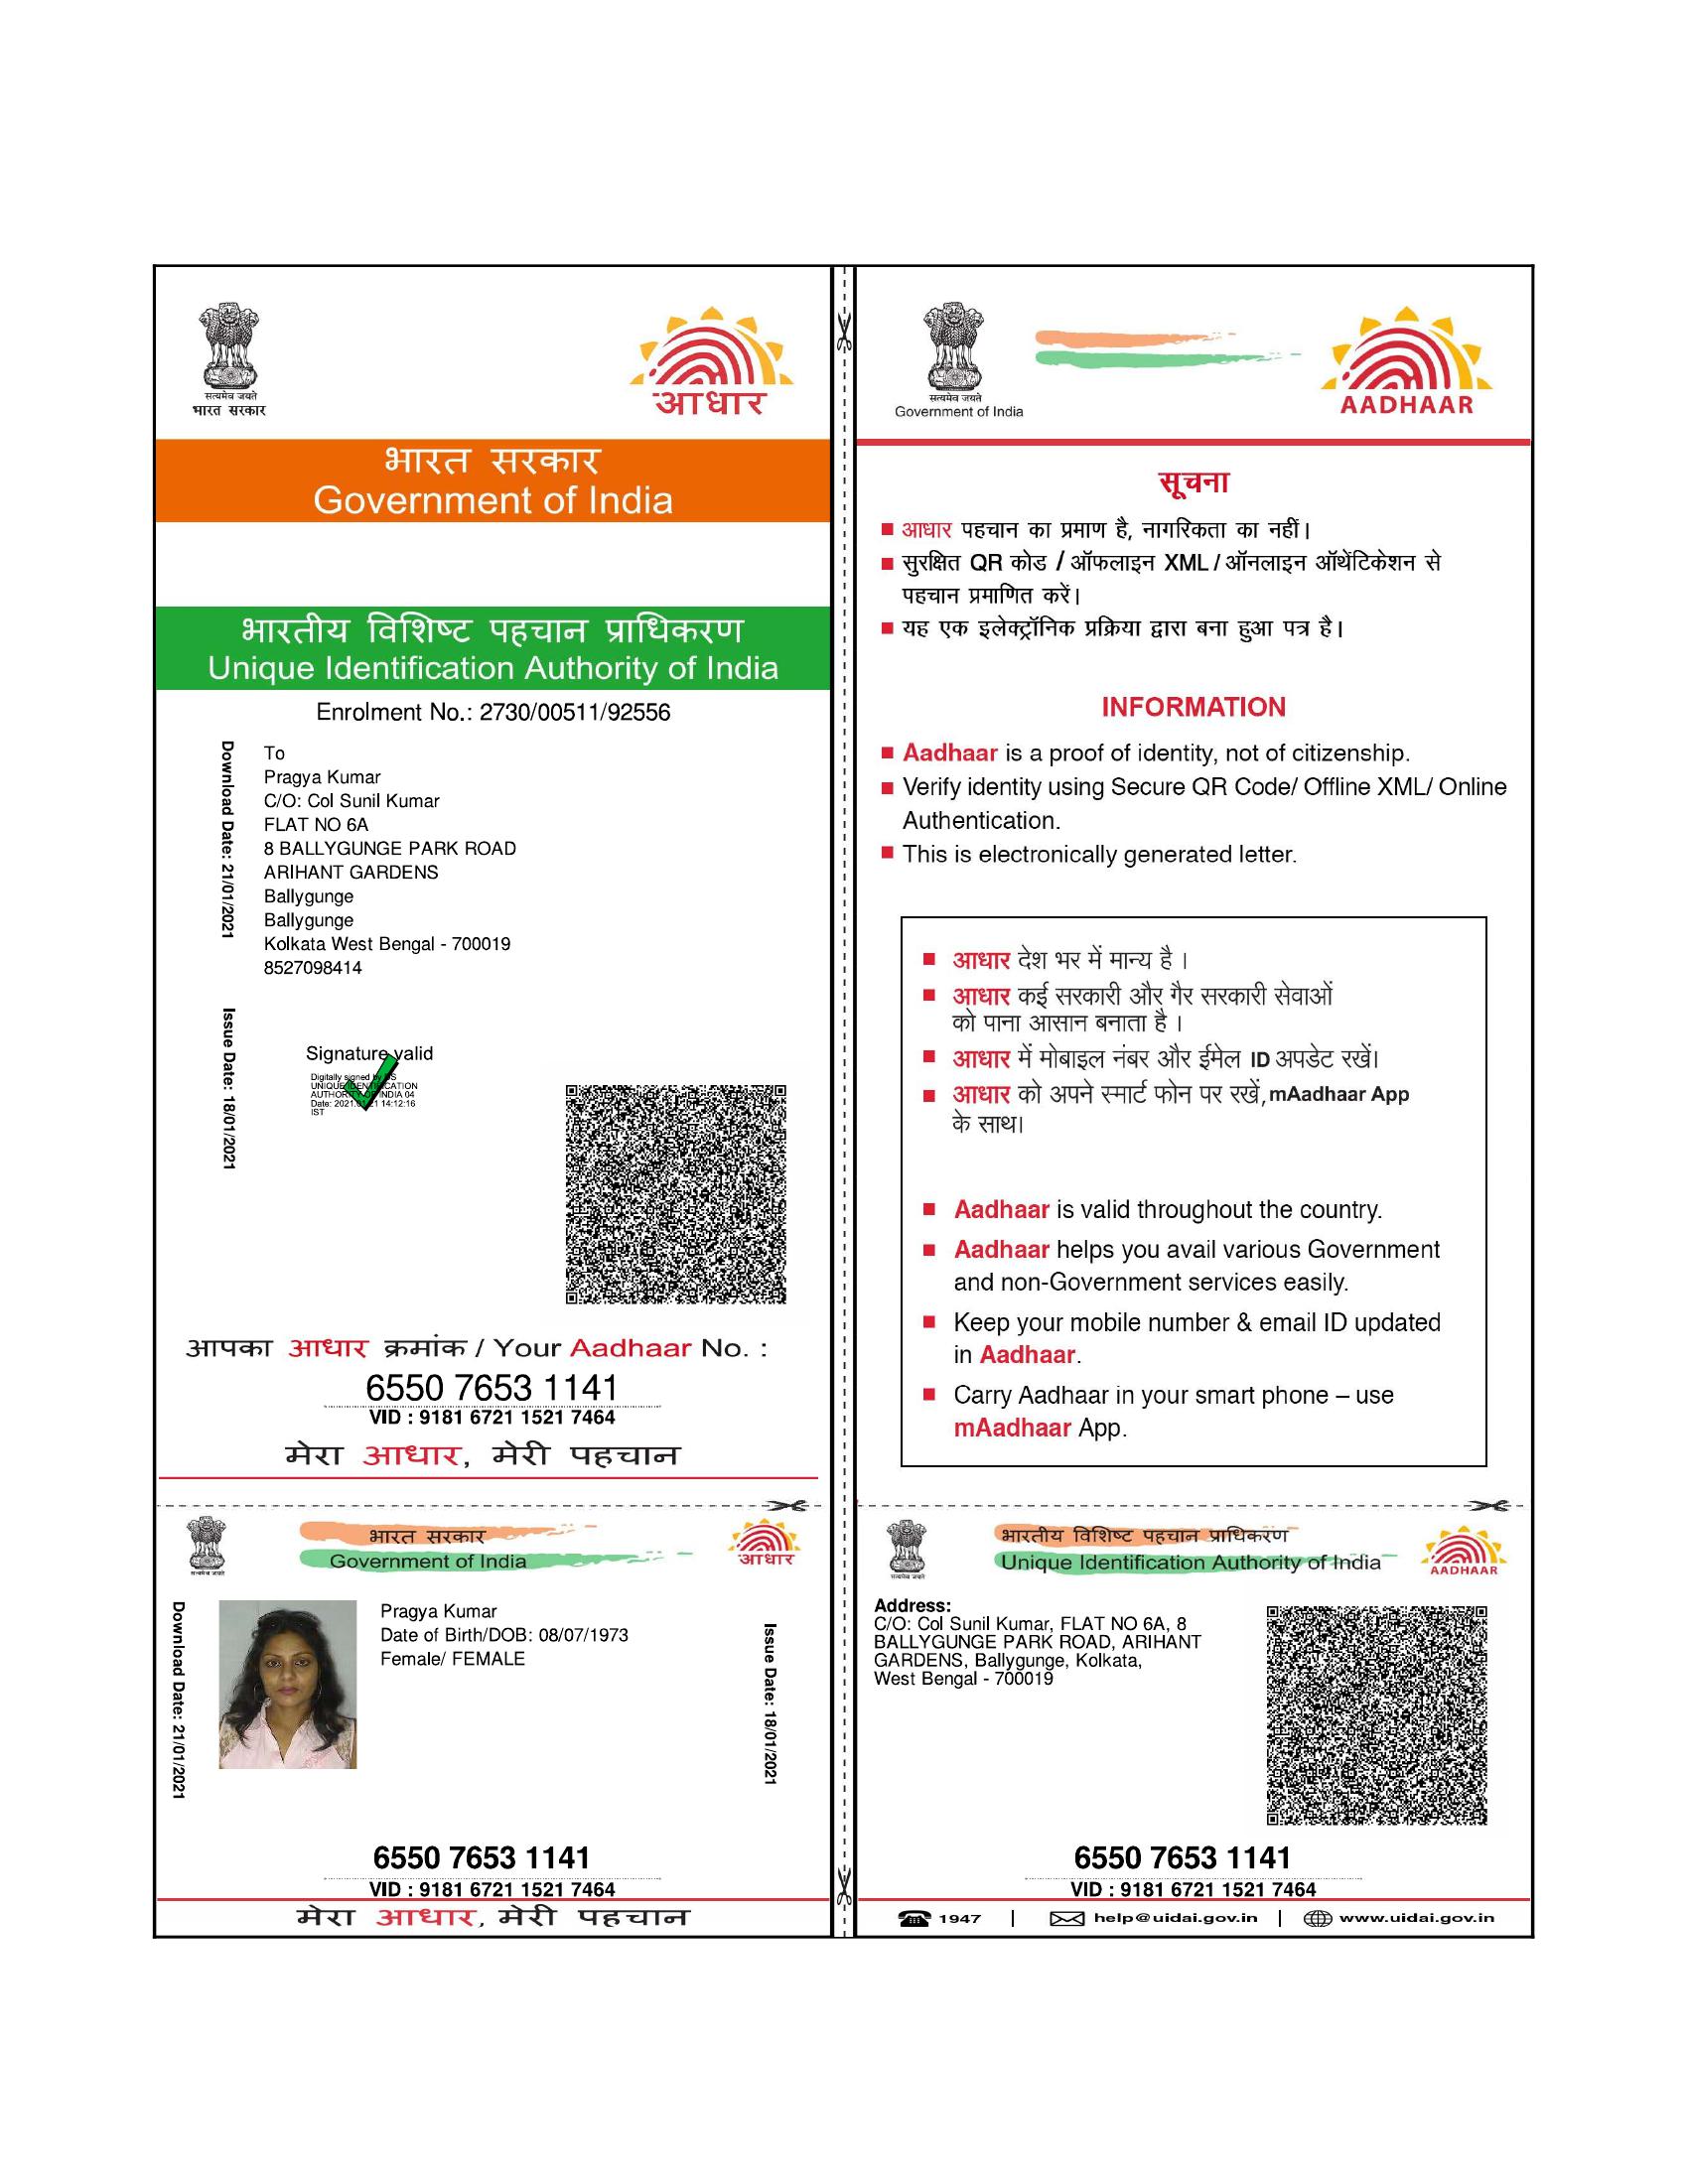 सत्यमेव जयते
भारत सरकार
आधार
भारत सरकार
Government of India
भारतीय विशिष्ट पहचान प्राधिकरण
Unique Identification Authority of India
Enrolment No.: 2730/00511/92556
Download Date: 21/01/2021
To
Pragya Kumar
C/O: Col Sunil Kumar
FLAT NO 6A
8 BALLYGUNGE PARK ROAD
ARIHANT GARDENS
Ballygunge
Ballygunge
Kolkata West Bengal - 700019
8527098414
Issue Date: 18/01/2021
Signature valid
Digitally signed by DS
UNIQUE IDENTIFICATION
AUTHORITY OF INDIA 04
Date: 2021.01.21 14:12:16
IST
आपका आधार क्रमांक / Your Aadhaar No. :
6550 7653 1141
VID : 9181 6721 1521 7464
मेरा आधार, मेरी पहचान
सत्यमेव जयते
Government of India
AADHAAR
सूचना
आधार पहचान का प्रमाण है, नागरिकता का नहीं।
सुरक्षित QR कोड / ऑफलाइन XML / ऑनलाइन ऑथेंटिकेशन से
पहचान प्रमाणित करें।
यह एक इलेक्ट्रॉनिक प्रक्रिया द्वारा बना हुआ पत्र है।
INFORMATION
Aadhaar is a proof of identity, not of citizenship.
Verify identity using Secure QR Code/ Offline XML/ Online
Authentication.
This is electronically generated letter.
आधार देश भर में मान्य है ।
आधार कई सरकारी और गैर सरकारी सेवाओं
को पाना आसान बनाता है ।
आधार में मोबाइल नंबर और ईमेल ID अपडेट रखें।
आधार को अपने स्मार्ट फोन पर रखें, mAadhaar App
के साथ।
Aadhaar is valid throughout the country.
Aadhaar helps you avail various Government
and non-Government services easily.
Keep your mobile number & email ID updated
in Aadhaar.
Carry Aadhaar in your smart phone – use
mAadhaar App.
सत्यमेव जयते
भारत सरकार
Government of India
आधार
Download Date: 21/01/2021
Pragya Kumar
Date of Birth/DOB: 08/07/1973
Female/ FEMALE
Issue Date: 18/01/2021
6550 7653 1141
VID : 9181 6721 1521 7464
मेरा आधार, मेरी पहचान
सत्यमेव जयते
भारतीय विशिष्ट पहचान प्राधिकरण
Unique Identification Authority of India
AADHAAR
Address:
C/O: Col Sunil Kumar, FLAT NO 6A, 8
BALLYGUNGE PARK ROAD, ARIHANT
GARDENS, Ballygunge, Kolkata,
West Bengal - 700019
6550 7653 1141
VID : 9181 6721 1521 7464
1947 | help@uidai.gov.in | www.uidai.gov.in